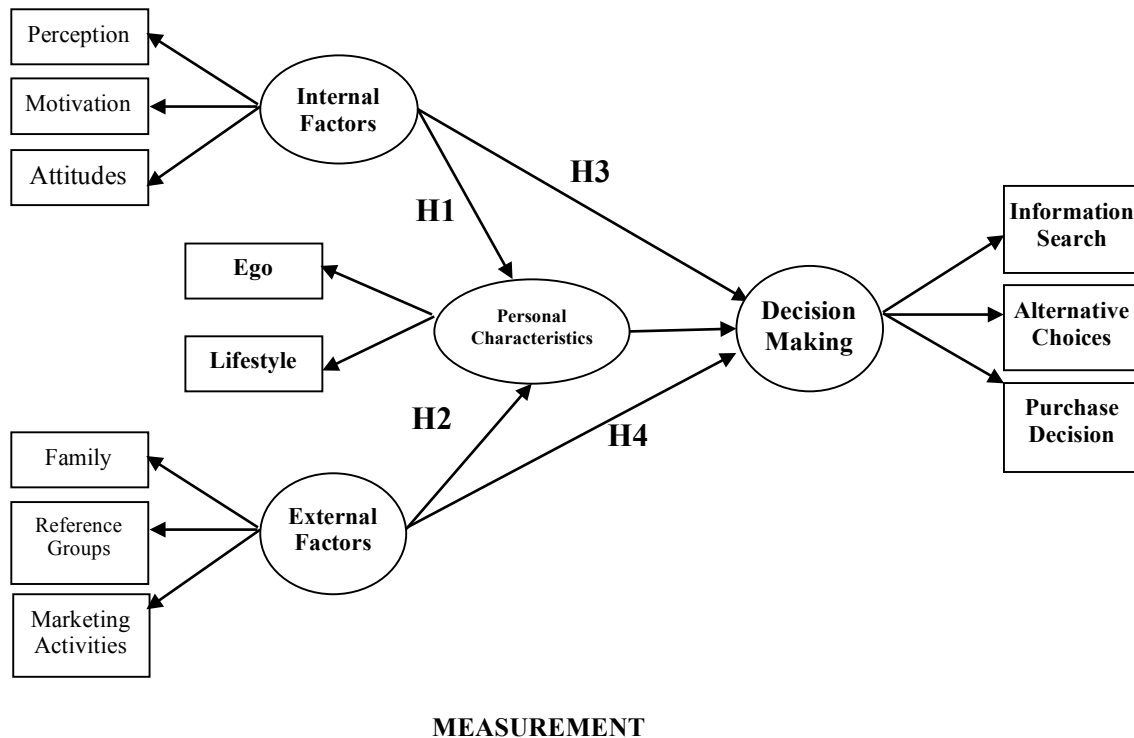 Perception
Motivation
Attitudes
Internal
Factors
H3
H1
Ego
Lifestyle
Personal
Characteristics
Decision
Making
Information
Search
Alternative
Choices
Purchase
Decision
H2
H4
Family
Reference
Groups
Marketing
Activities
External
Factors
MEASUREMENT